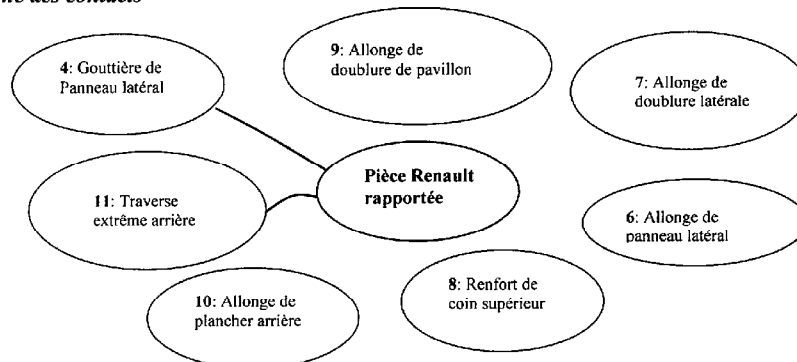 des contacts
9: Allonge de
doublure de pavillon
4: Gouttière de
Panneau latéral
7: Allonge de
doublure latérale
Pièce Renault
rapportée
11: Traverse
extrême arrière
6: Allonge de
panneau latéral
8: Renfort de
coin supérieur
10: Allonge de
plancher arrière